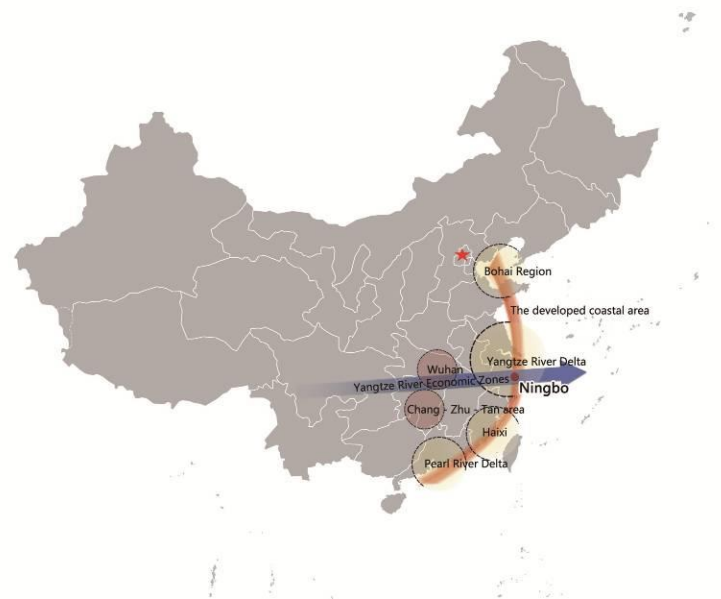 Bohai Region
The developed coastal area
Yangtze River Delta
Wuhan
Yangtze River Economic Zones
Ningbo
Chang - Zhu - Tan area
Haixi
Pearl River Delta